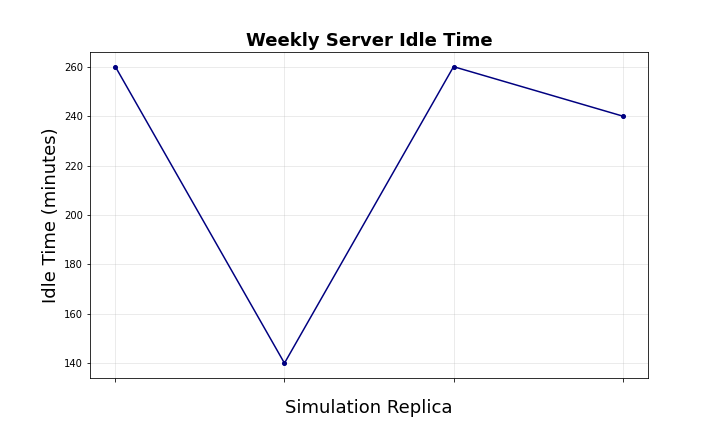 Weekly Server Idle Time
Idle Time (minutes)
260
240
220
200
180
160
140
Simulation Replica